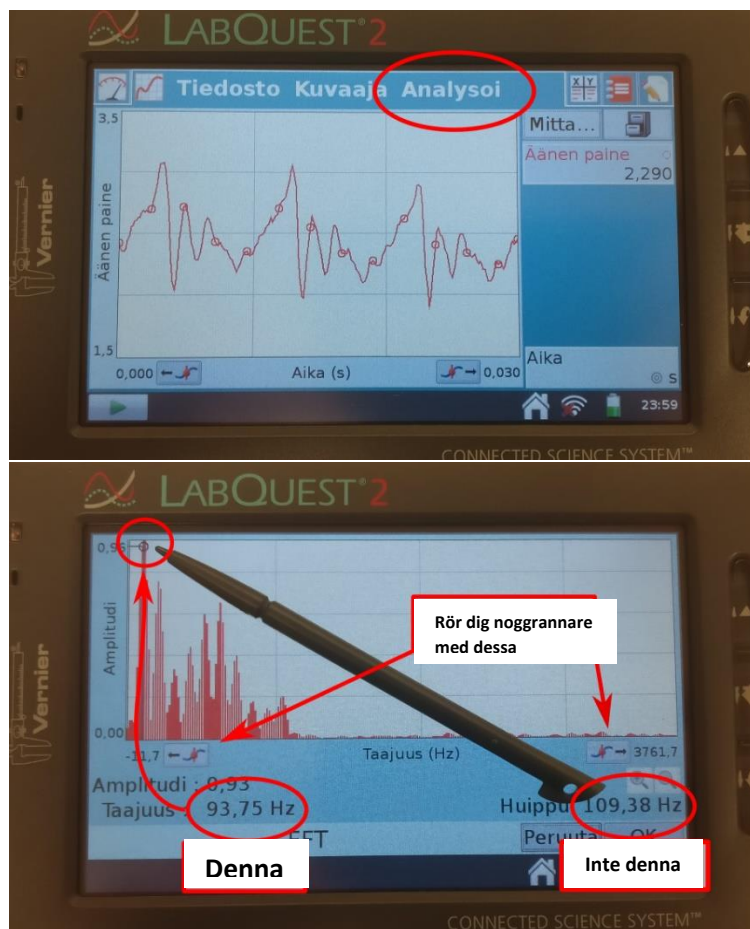 LABQUEST®2
Tiedosto Kuvaaja Analysoi
3,5
Mitta...
Äänen paine
2,290
Äänen paine
Vernier
1,5
0,000
Aika (s)
0,030
Aika
s
23:59
CONNECTED SCIENCE SYSTEM™
LABQUEST®2
Amplitudi
Rör dig noggrannare
med dessa
Vernier
0,00
-11,7
Taajuus (Hz)
3761,7
Amplitudi : 0,93
Taajuus : 93,75 Hz
Huippu 109,38 Hz
FFT
Peruuta
OK
Denna
Inte denna
CONNECTED SCIENCE SYSTEM™